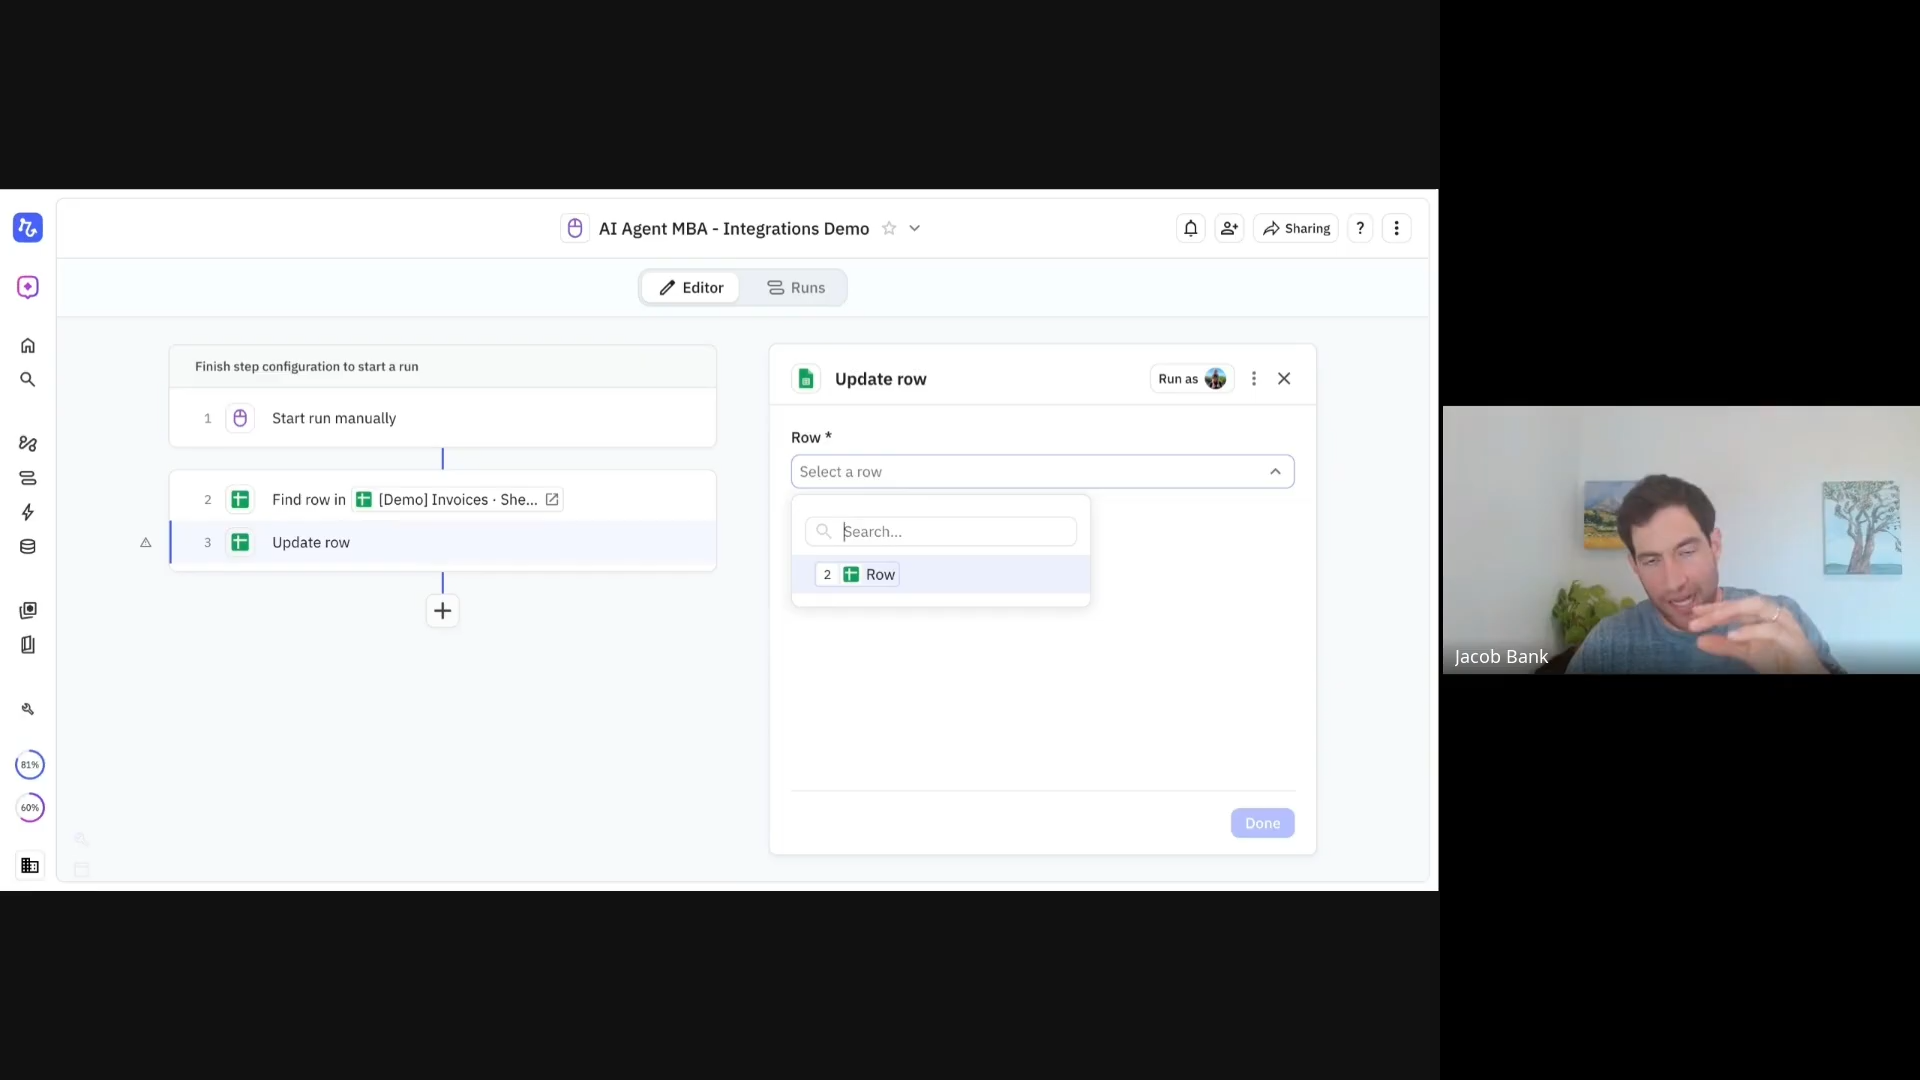 AI Agent MBA - Integrations Demo
Sharing
?
Editor
Runs
Finish step configuration to start a run
1 Start run manually
2 Find row in [Demo] Invoices · She...
3 Update row
Update row
Run as
Row *
Select a row
Search...
2 Row
Done
81%
60%
Jacob Bank